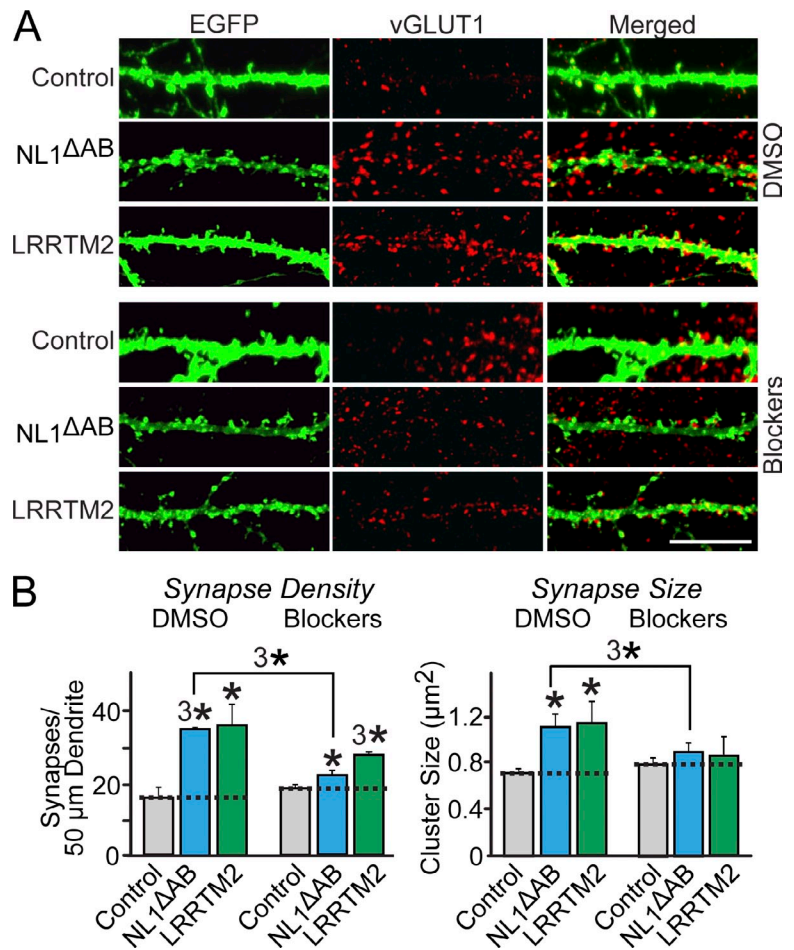 A
EGFP vGLUT1 Merged
Control
NL1ΔAB
LRRTM2
DMSO
Control
NL1ΔAB
LRRTM2
Blockers
B
Synapse Density
DMSO Blockers
3*
3* * * 3*
Synapses/
50 µm Dendrite
40
20
0
Control NL1ΔAB LRRTM2 Control NL1ΔAB LRRTM2
Synapse Size
DMSO Blockers
3*
* *
Cluster Size (µm2)
1.2
0.8
0.4
0
Control NL1ΔAB LRRTM2 Control NL1ΔAB LRRTM2